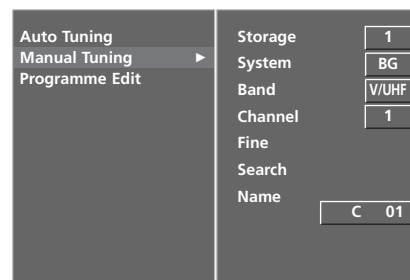 Auto Tuning
Manual Tuning ►
Programme Edit
Storage 1
System BG
Band V/UHF
Channel 1
Fine
Search
Name
C 01